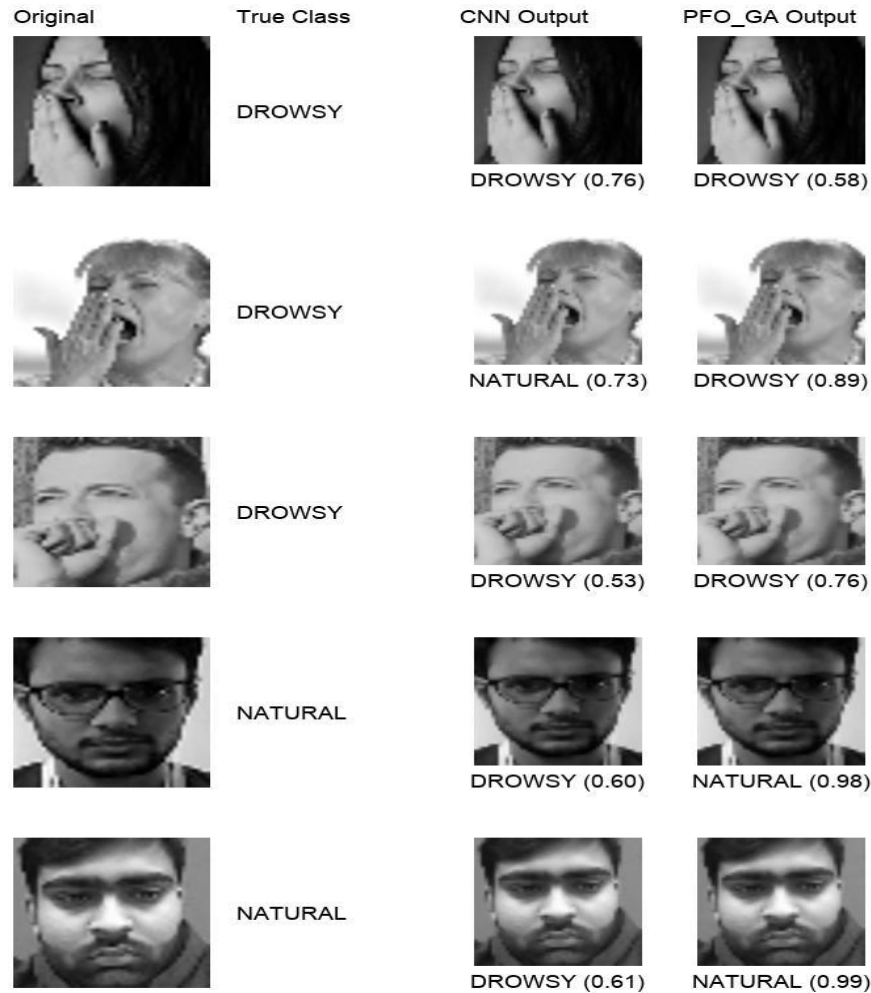 Original True Class CNN Output PFO_GA Output
DROWSY
DROWSY (0.76) DROWSY (0.58)
DROWSY
NATURAL (0.73) DROWSY (0.89)
DROWSY
DROWSY (0.53) DROWSY (0.76)
NATURAL
DROWSY (0.60) NATURAL (0.98)
NATURAL
DROWSY (0.61) NATURAL (0.99)